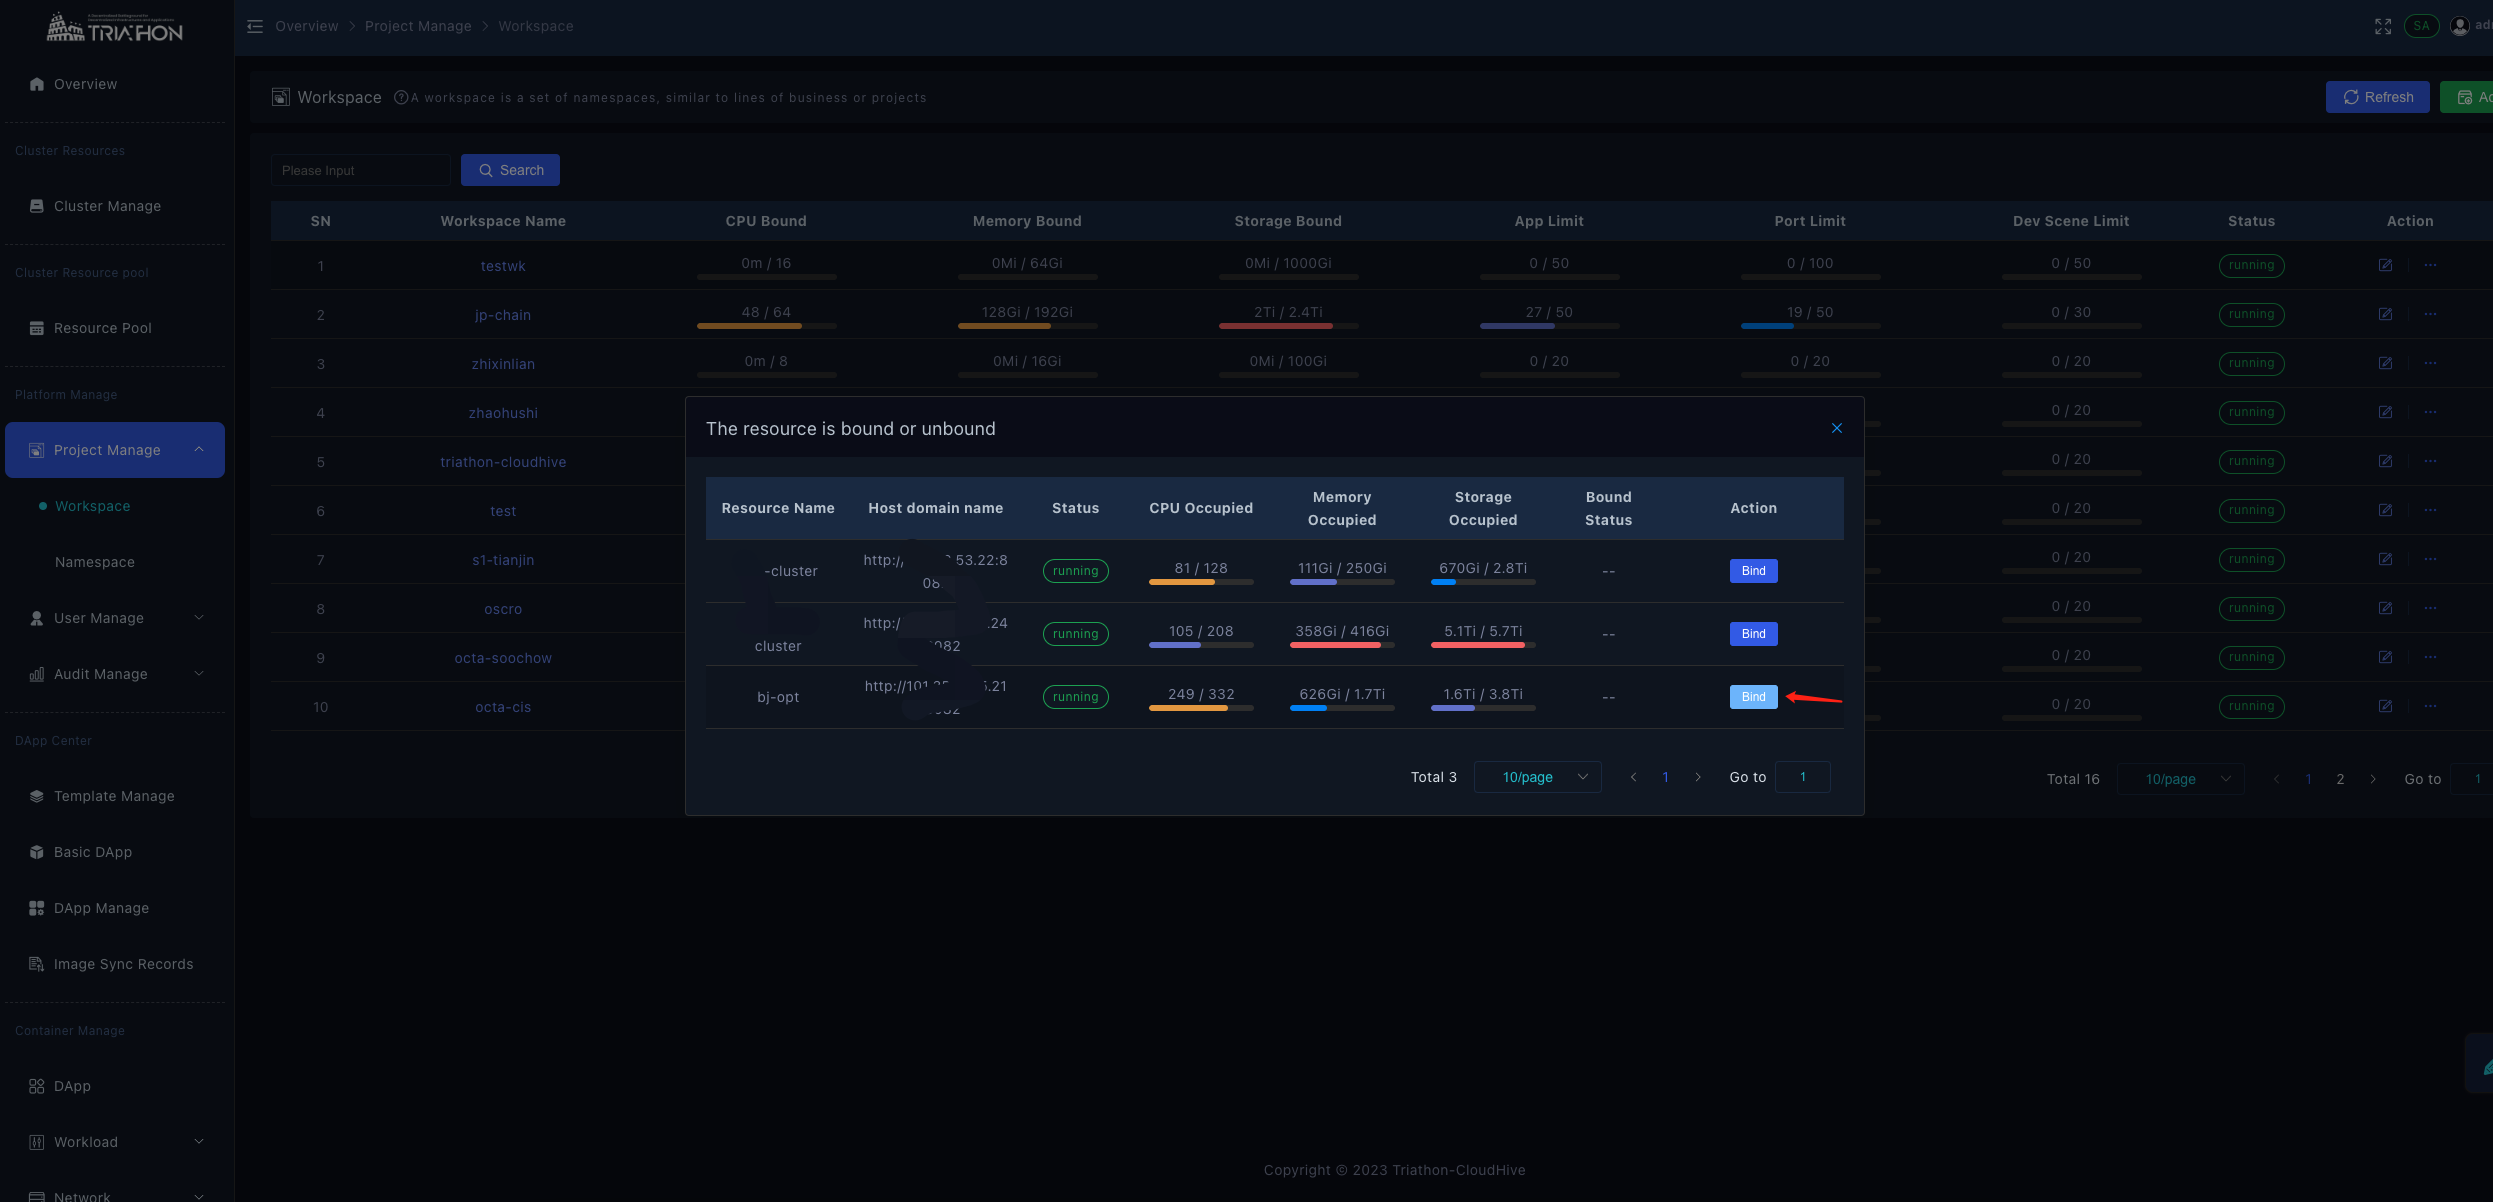 TRIATHON
Overview
Cluster Resources
Cluster Manage
Cluster Resource pool
Resource Pool
Platform Manage
Project Manage
Workspace
Namespace
User Manage
Audit Manage
DApp Center
Template Manage
Basic DApp
DApp Manage
Image Sync Records
Container Manage
DApp
Workload
Network
Overview > Project Manage > Workspace
SA
Workspace A workspace is a set of namespaces, similar to lines of business or projects
Refresh
Please Input Search
SN Workspace Name CPU Bound Memory Bound Storage Bound App Limit Port Limit Dev Scene Limit Status Action
1 testwk 0m / 16 0Mi / 64Gi 0Mi / 1000Gi 0 / 50 0 / 100 0 / 50 running
2 jp-chain 48 / 64 128Gi / 192Gi 2Ti / 2.4Ti 27 / 50 19 / 50 0 / 30 running
3 zhixinlian 0m / 8 0Mi / 16Gi 0Mi / 100Gi 0 / 20 0 / 20 0 / 20 running
4 zhaohushi 0 / 20 running
5 triathon-cloudhive 0 / 20 running
6 test 0 / 20 running
7 s1-tianjin 0 / 20 running
8 oscro 0 / 20 running
9 octa-soochow 0 / 20 running
10 octa-cis 0 / 20 running
Total 16 10/page 1 2 Go to 1
The resource is bound or unbound
Resource Name Host domain name Status CPU Occupied Memory Occupied Storage Occupied Bound Status Action
-cluster http:/ 53.22:8 running 81 / 128 111Gi / 250Gi 670Gi / 2.8Ti -- Bind
08
cluster http:/ .24 running 105 / 208 358Gi / 416Gi 5.1Ti / 5.7Ti -- Bind
082
bj-opt http://101 .21 running 249 / 332 626Gi / 1.7Ti 1.6Ti / 3.8Ti -- Bind
Total 3 10/page 1 Go to 1
Copyright © 2023 Triathon-CloudHive